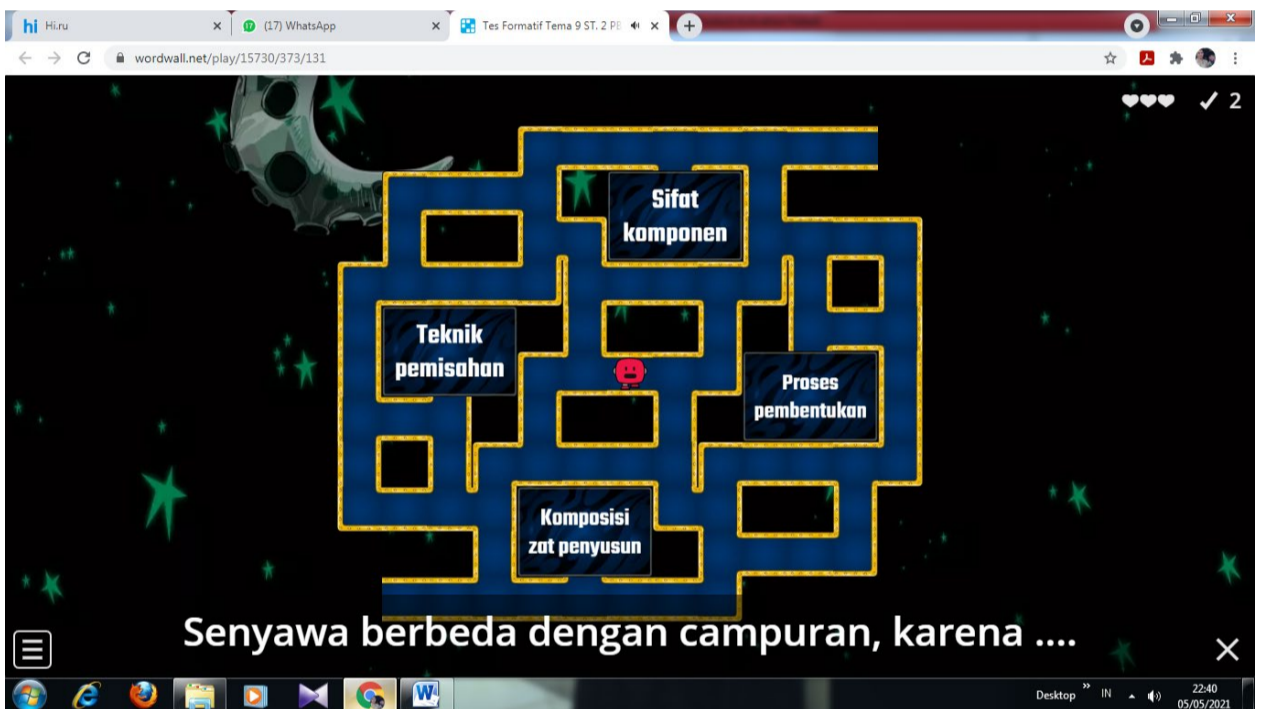 hi Hi.ru
(17) WhatsApp
Tes Formatif Tema 9 ST. 2 PB
wordwall.net/play/15730/373/131
2
Sifat
komponen
Teknik
pemisahan
Proses
pembentukan
Komposisi
zat penyusun
Senyawa berbeda dengan campuran, karena ....
Desktop
IN
22:40
05/05/2021